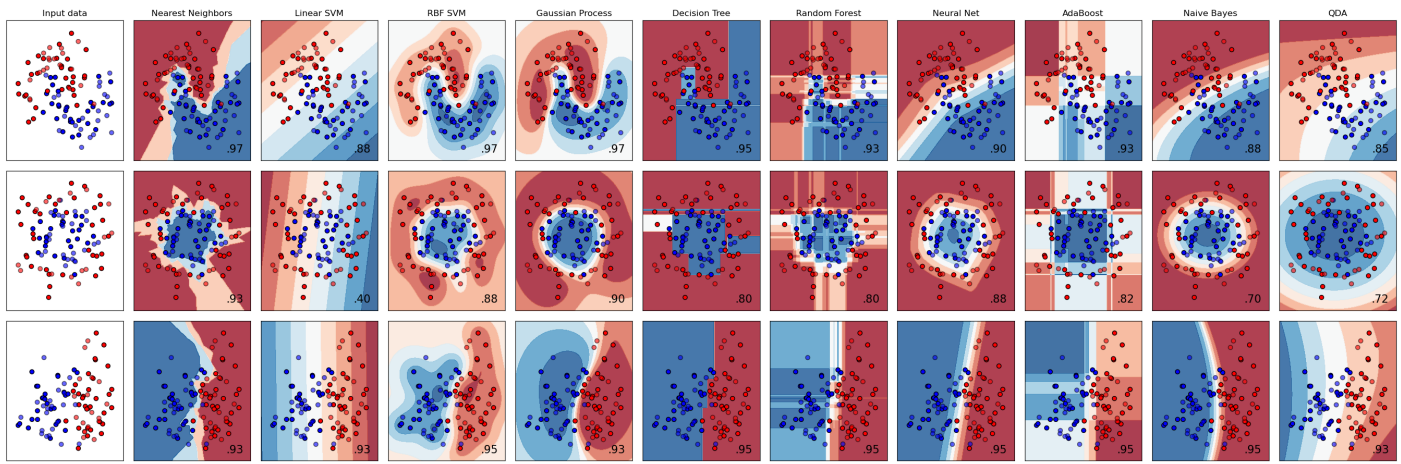 Input data Nearest Neighbors Linear SVM RBF SVM Gaussian Process Decision Tree Random Forest Neural Net AdaBoost Naive Bayes QDA
.97 .88 .97 .97 .95 .93 .90 .93 .88 .85
.93 .40 .88 .90 .80 .80 .88 .82 .70 .72
.93 .93 .95 .93 .95 .95 .95 .95 .95 .93